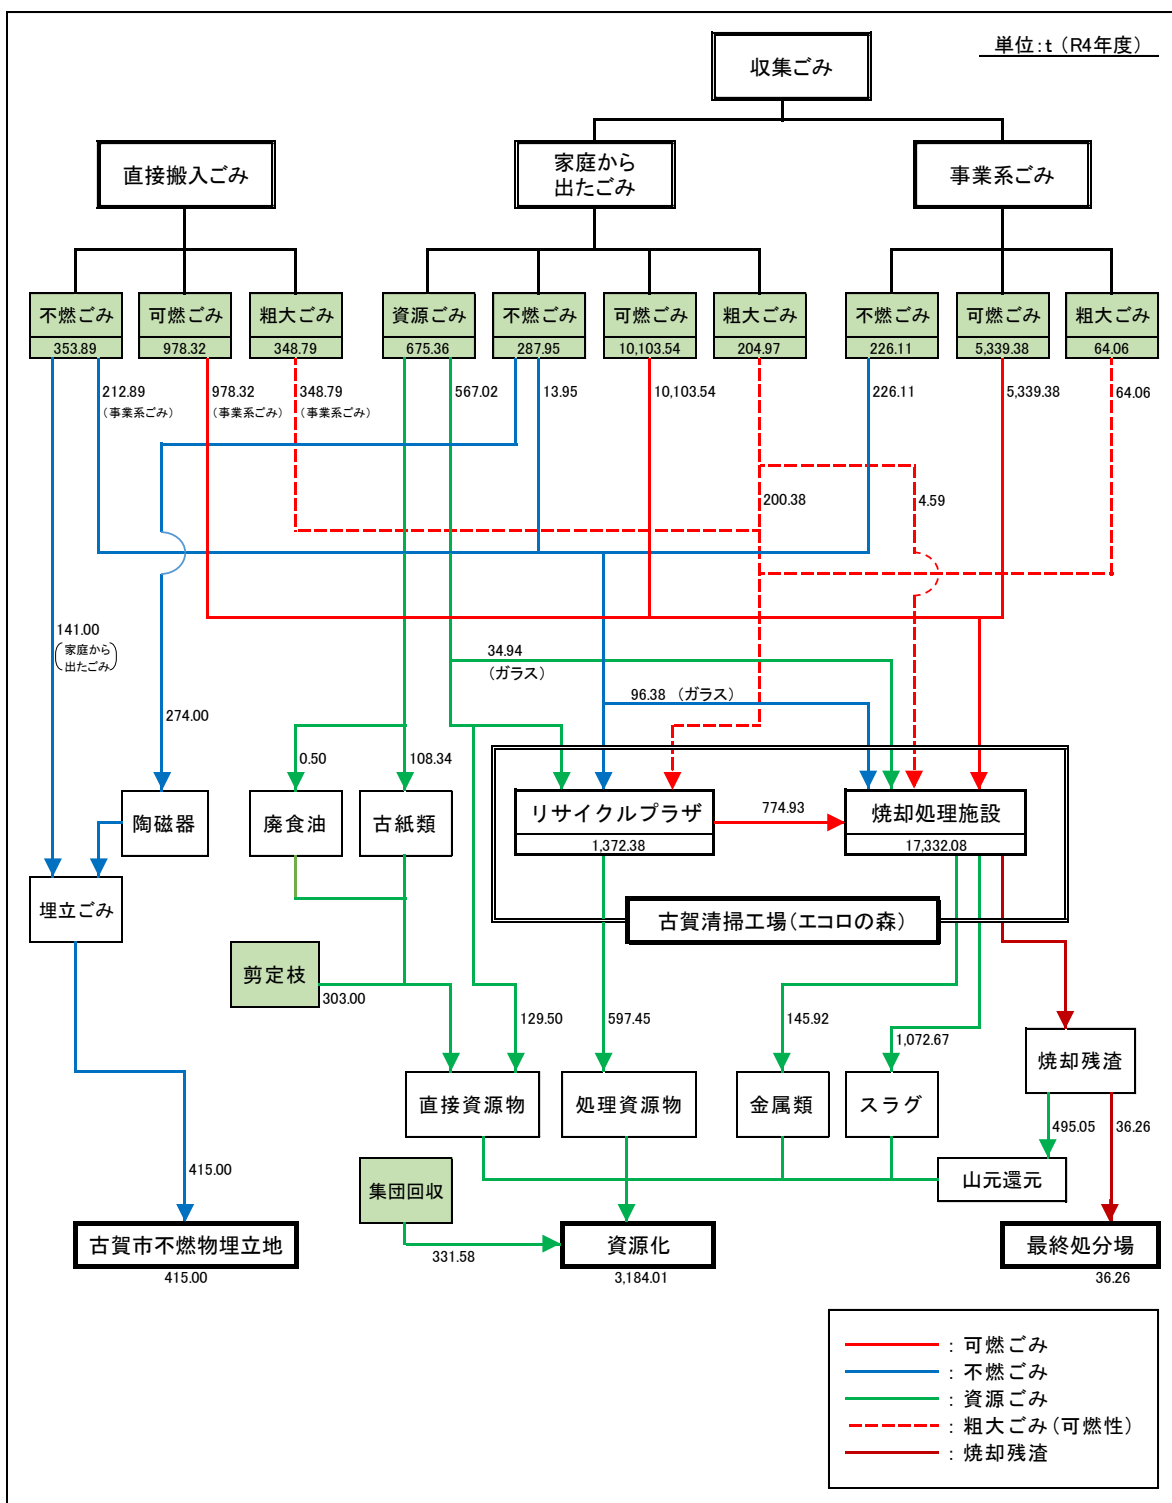 単位:t（R4年度）
収集ごみ
直接搬入ごみ
家庭から
出たごみ
事業系ごみ
不燃ごみ
353.89
可燃ごみ
978.32
粗大ごみ
348.79
資源ごみ
675.36
不燃ごみ
287.95
可燃ごみ
10,103.54
粗大ごみ
204.97
不燃ごみ
226.11
可燃ごみ
5,339.38
粗大ごみ
64.06
212.89
（事業系ごみ）
978.32
（事業系ごみ）
348.79
（事業系ごみ）
567.02
13.95
10,103.54
226.11
5,339.38
64.06
200.38
4.59
141.00
（家庭から
出たごみ）
34.94
（ガラス）
96.38 （ガラス）
274.00
0.50
108.34
陶磁器
廃食油
古紙類
リサイクルプラザ
1,372.38
774.93
焼却処理施設
17,332.08
埋立ごみ
古賀清掃工場（エコロの森）
剪定枝
303.00
129.50
597.45
145.92
1,072.67
焼却残渣
直接資源物
処理資源物
金属類
スラグ
495.05
36.26
415.00
集団回収
山元還元
331.58
古賀市不燃物埋立地
415.00
資源化
3,184.01
最終処分場
36.26
：可燃ごみ
：不燃ごみ
：資源ごみ
：粗大ごみ（可燃性）
：焼却残渣